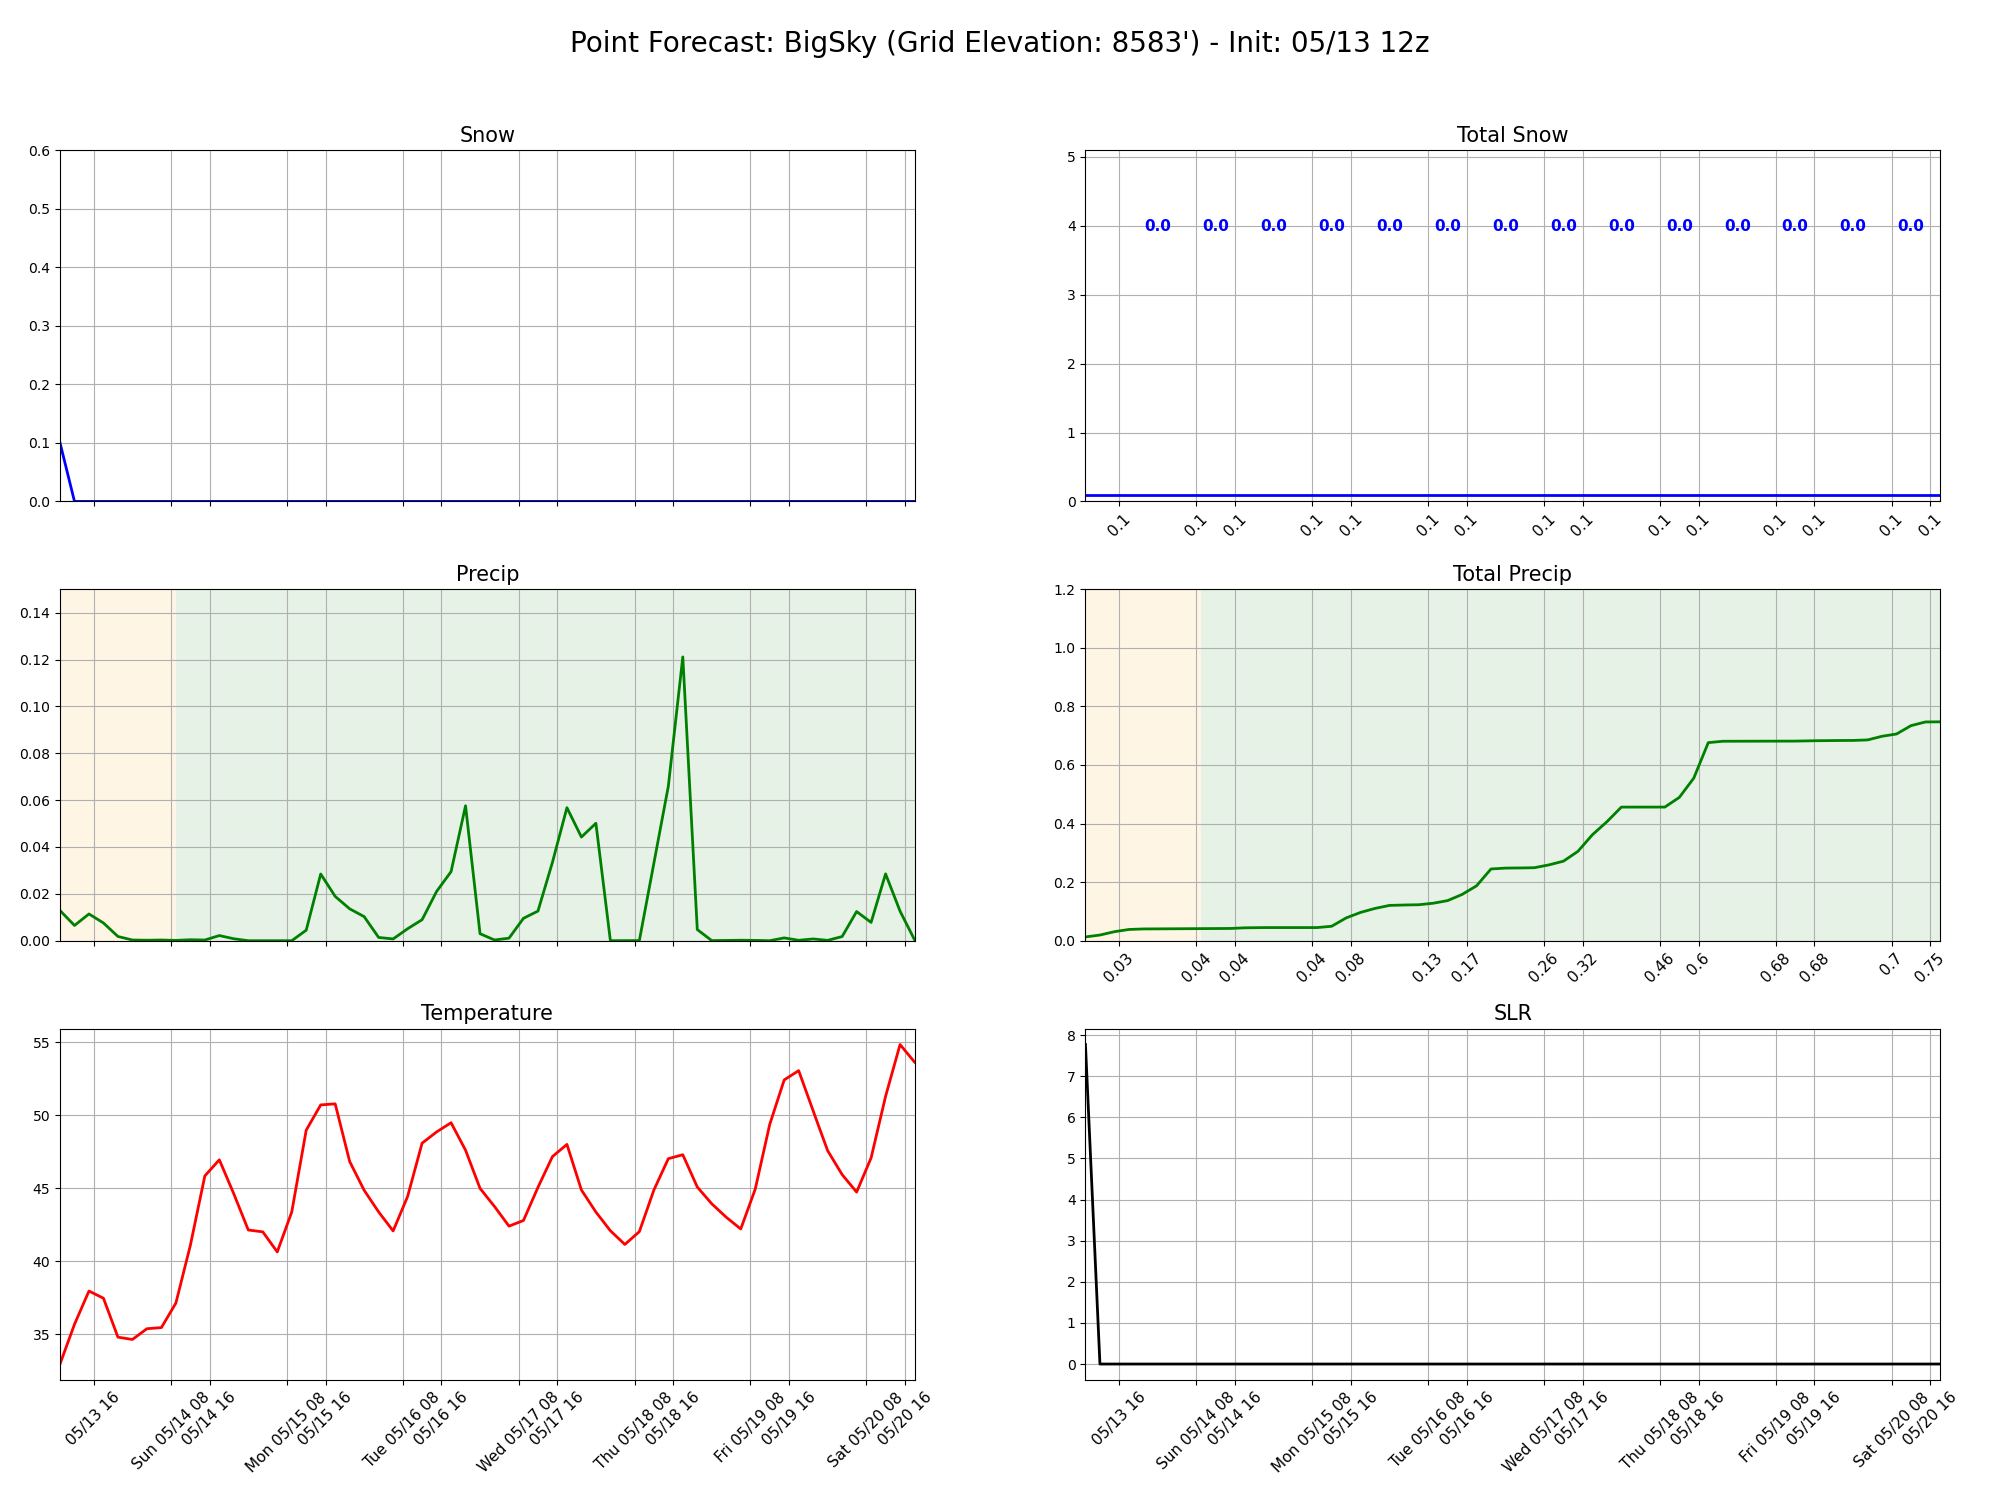 Point Forecast: BigSky (Grid Elevation: 8583') - Init: 05/13 12z
Snow
0.6
0.5
0.4
0.3
0.2
0.1
0.0
Total Snow
5
4
3
2
1
0
0.0 0.0 0.0 0.0 0.0 0.0 0.0 0.0 0.0 0.0 0.0 0.0 0.0 0.0
0.1 0.1 0.1 0.1 0.1 0.1 0.1 0.1 0.1 0.1 0.1 0.1 0.1 0.1 0.1
Precip
0.14
0.12
0.10
0.08
0.06
0.04
0.02
0.00
Total Precip
1.2
1.0
0.8
0.6
0.4
0.2
0.0
0.03 0.04 0.04 0.04 0.08 0.13 0.17 0.26 0.32 0.46 0.6 0.68 0.68 0.7 0.75
Temperature
55
50
45
40
35
05/13 16
Sun 05/14 08
05/14 16
Mon 05/15 08
05/15 16
Tue 05/16 08
05/16 16
Wed 05/17 08
05/17 16
Thu 05/18 08
05/18 16
Fri 05/19 08
05/19 16
Sat 05/20 08
05/20 16
SLR
8
7
6
5
4
3
2
1
0
05/13 16
Sun 05/14 08
05/14 16
Mon 05/15 08
05/15 16
Tue 05/16 08
05/16 16
Wed 05/17 08
05/17 16
Thu 05/18 08
05/18 16
Fri 05/19 08
05/19 16
Sat 05/20 08
05/20 16